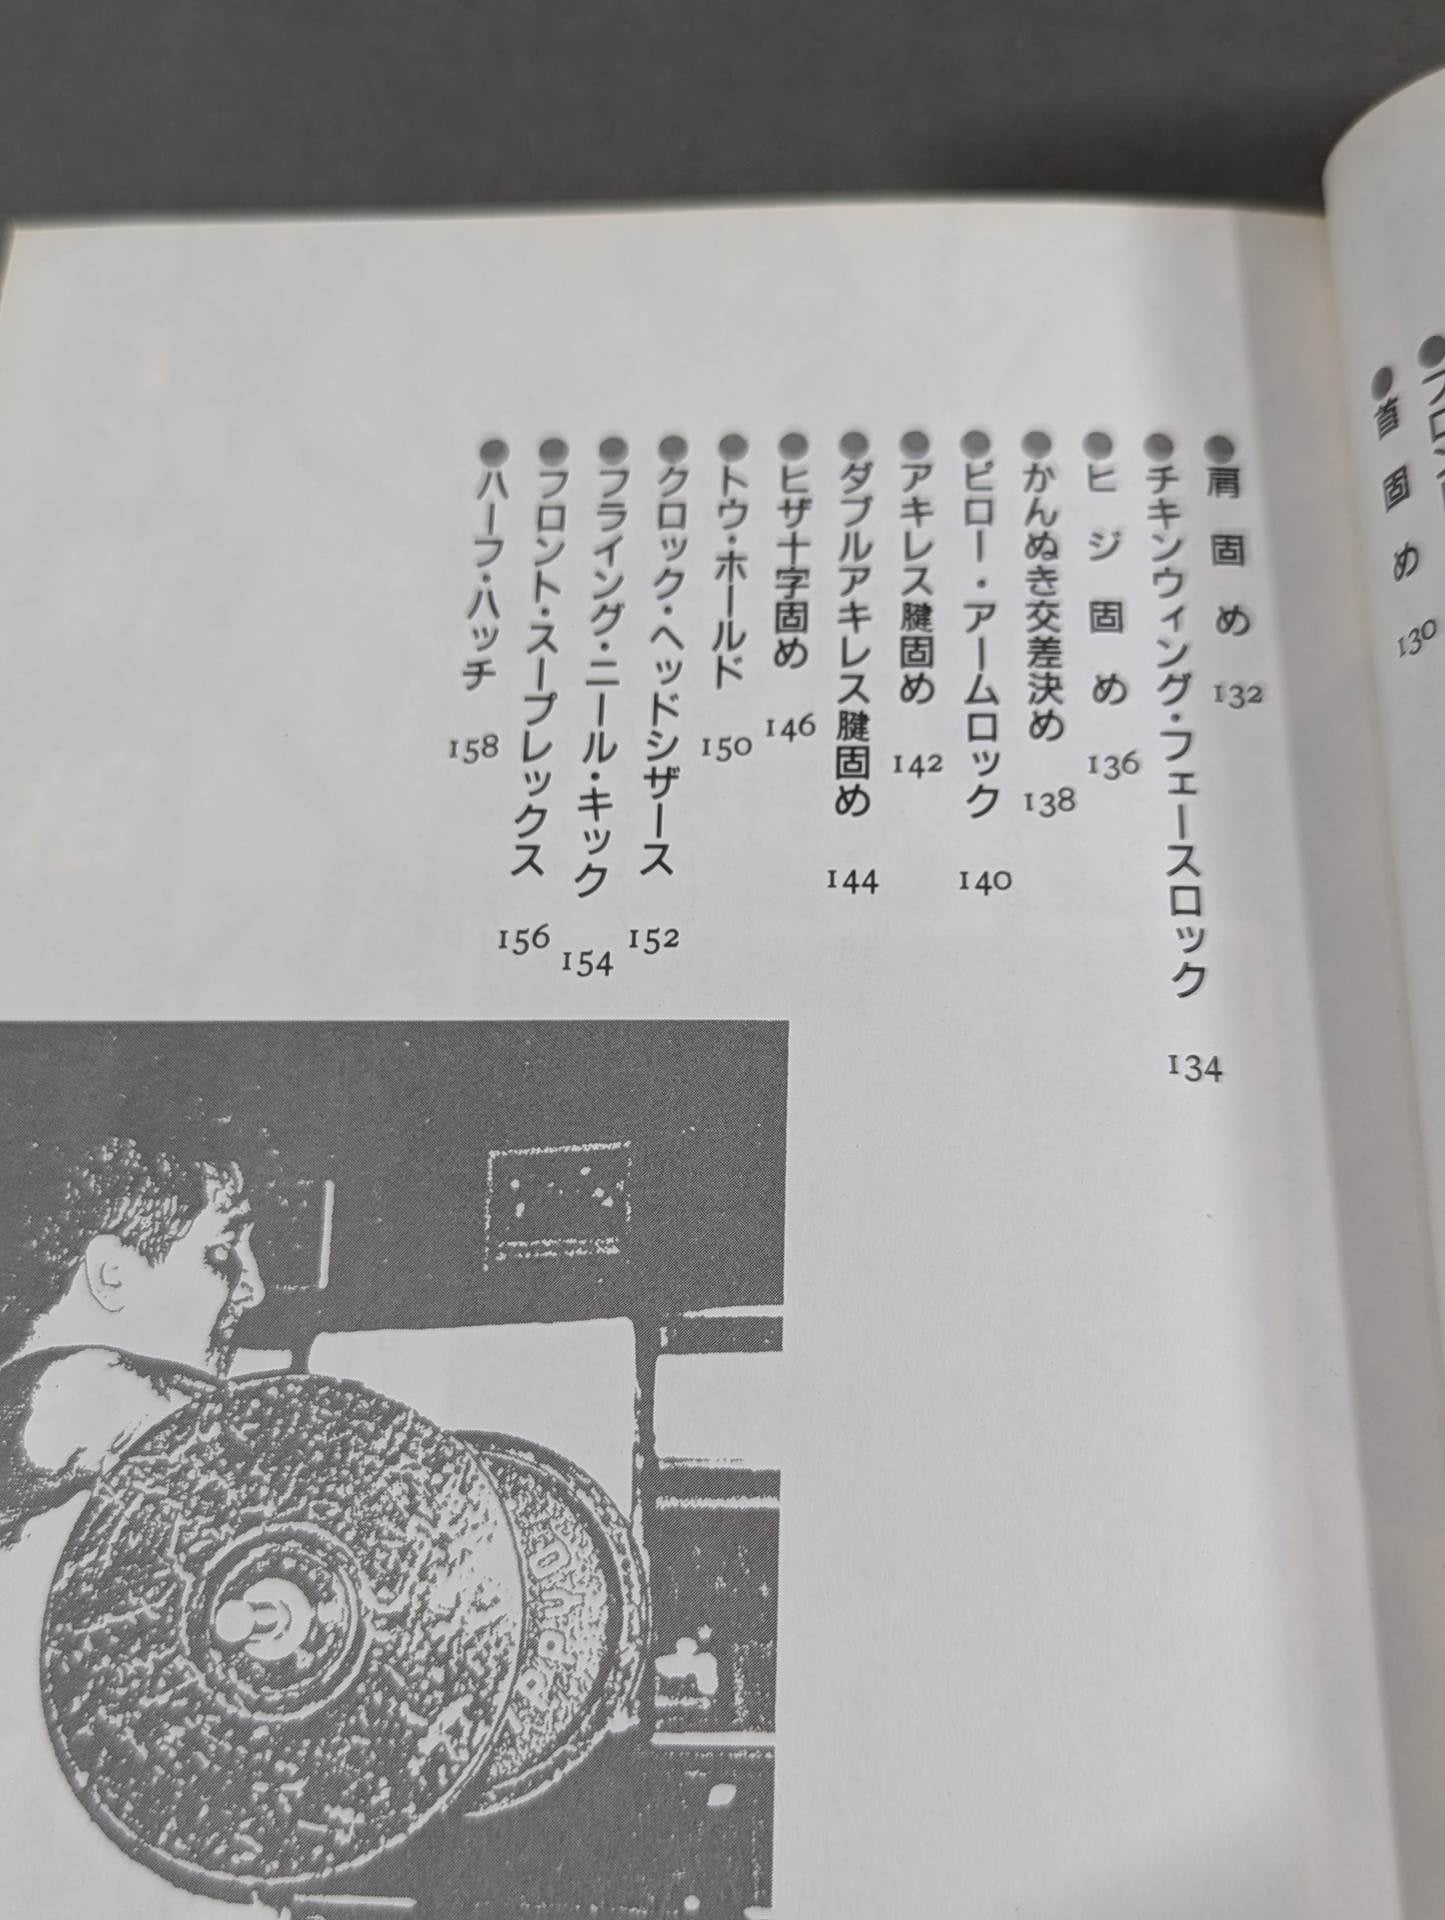 ●首固め 130
●肩固め 132
●チキンウィング・フェースロック 134
●ヒジ固め 136
●かんぬき交差決め 138
●ピロー・アームロック 140
●アキレス腱固め 142
●ダブルアキレス腱固め 144
●ヒザ十字固め 146
●トウ・ホールド 150
●クロック・ヘッドシザース 152
●フライング・ニール・キック 154
●フロント・スープレックス 156
●ハーフ・ハッチ 158